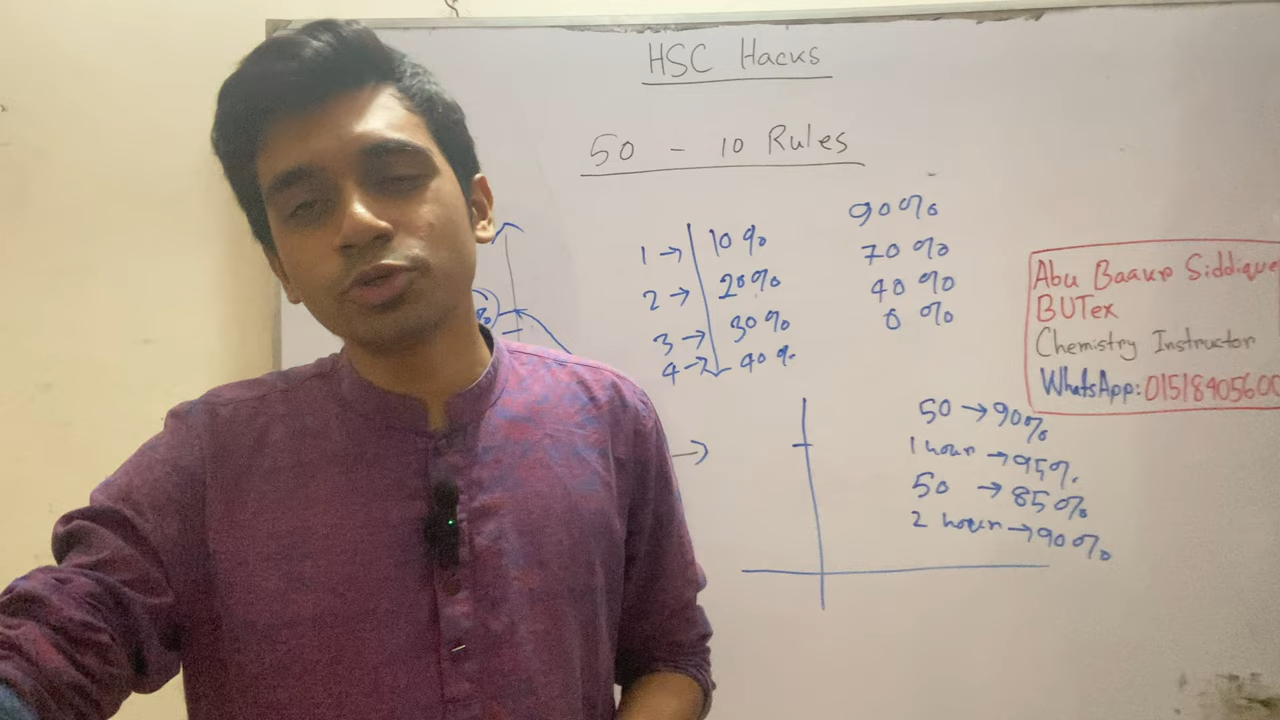 HSC Hacks
50 - 10 Rules
1 → 10%
2 → 20%
3 → 30%
4 → 40%
90%
70%
40%
0%
Abu Baakir Siddique
BUTex
Chemistry Instructor
WhatsApp: 0151840560
50 → 90%
1 hour → 95%
50 → 85%
2 hour → 90%
%